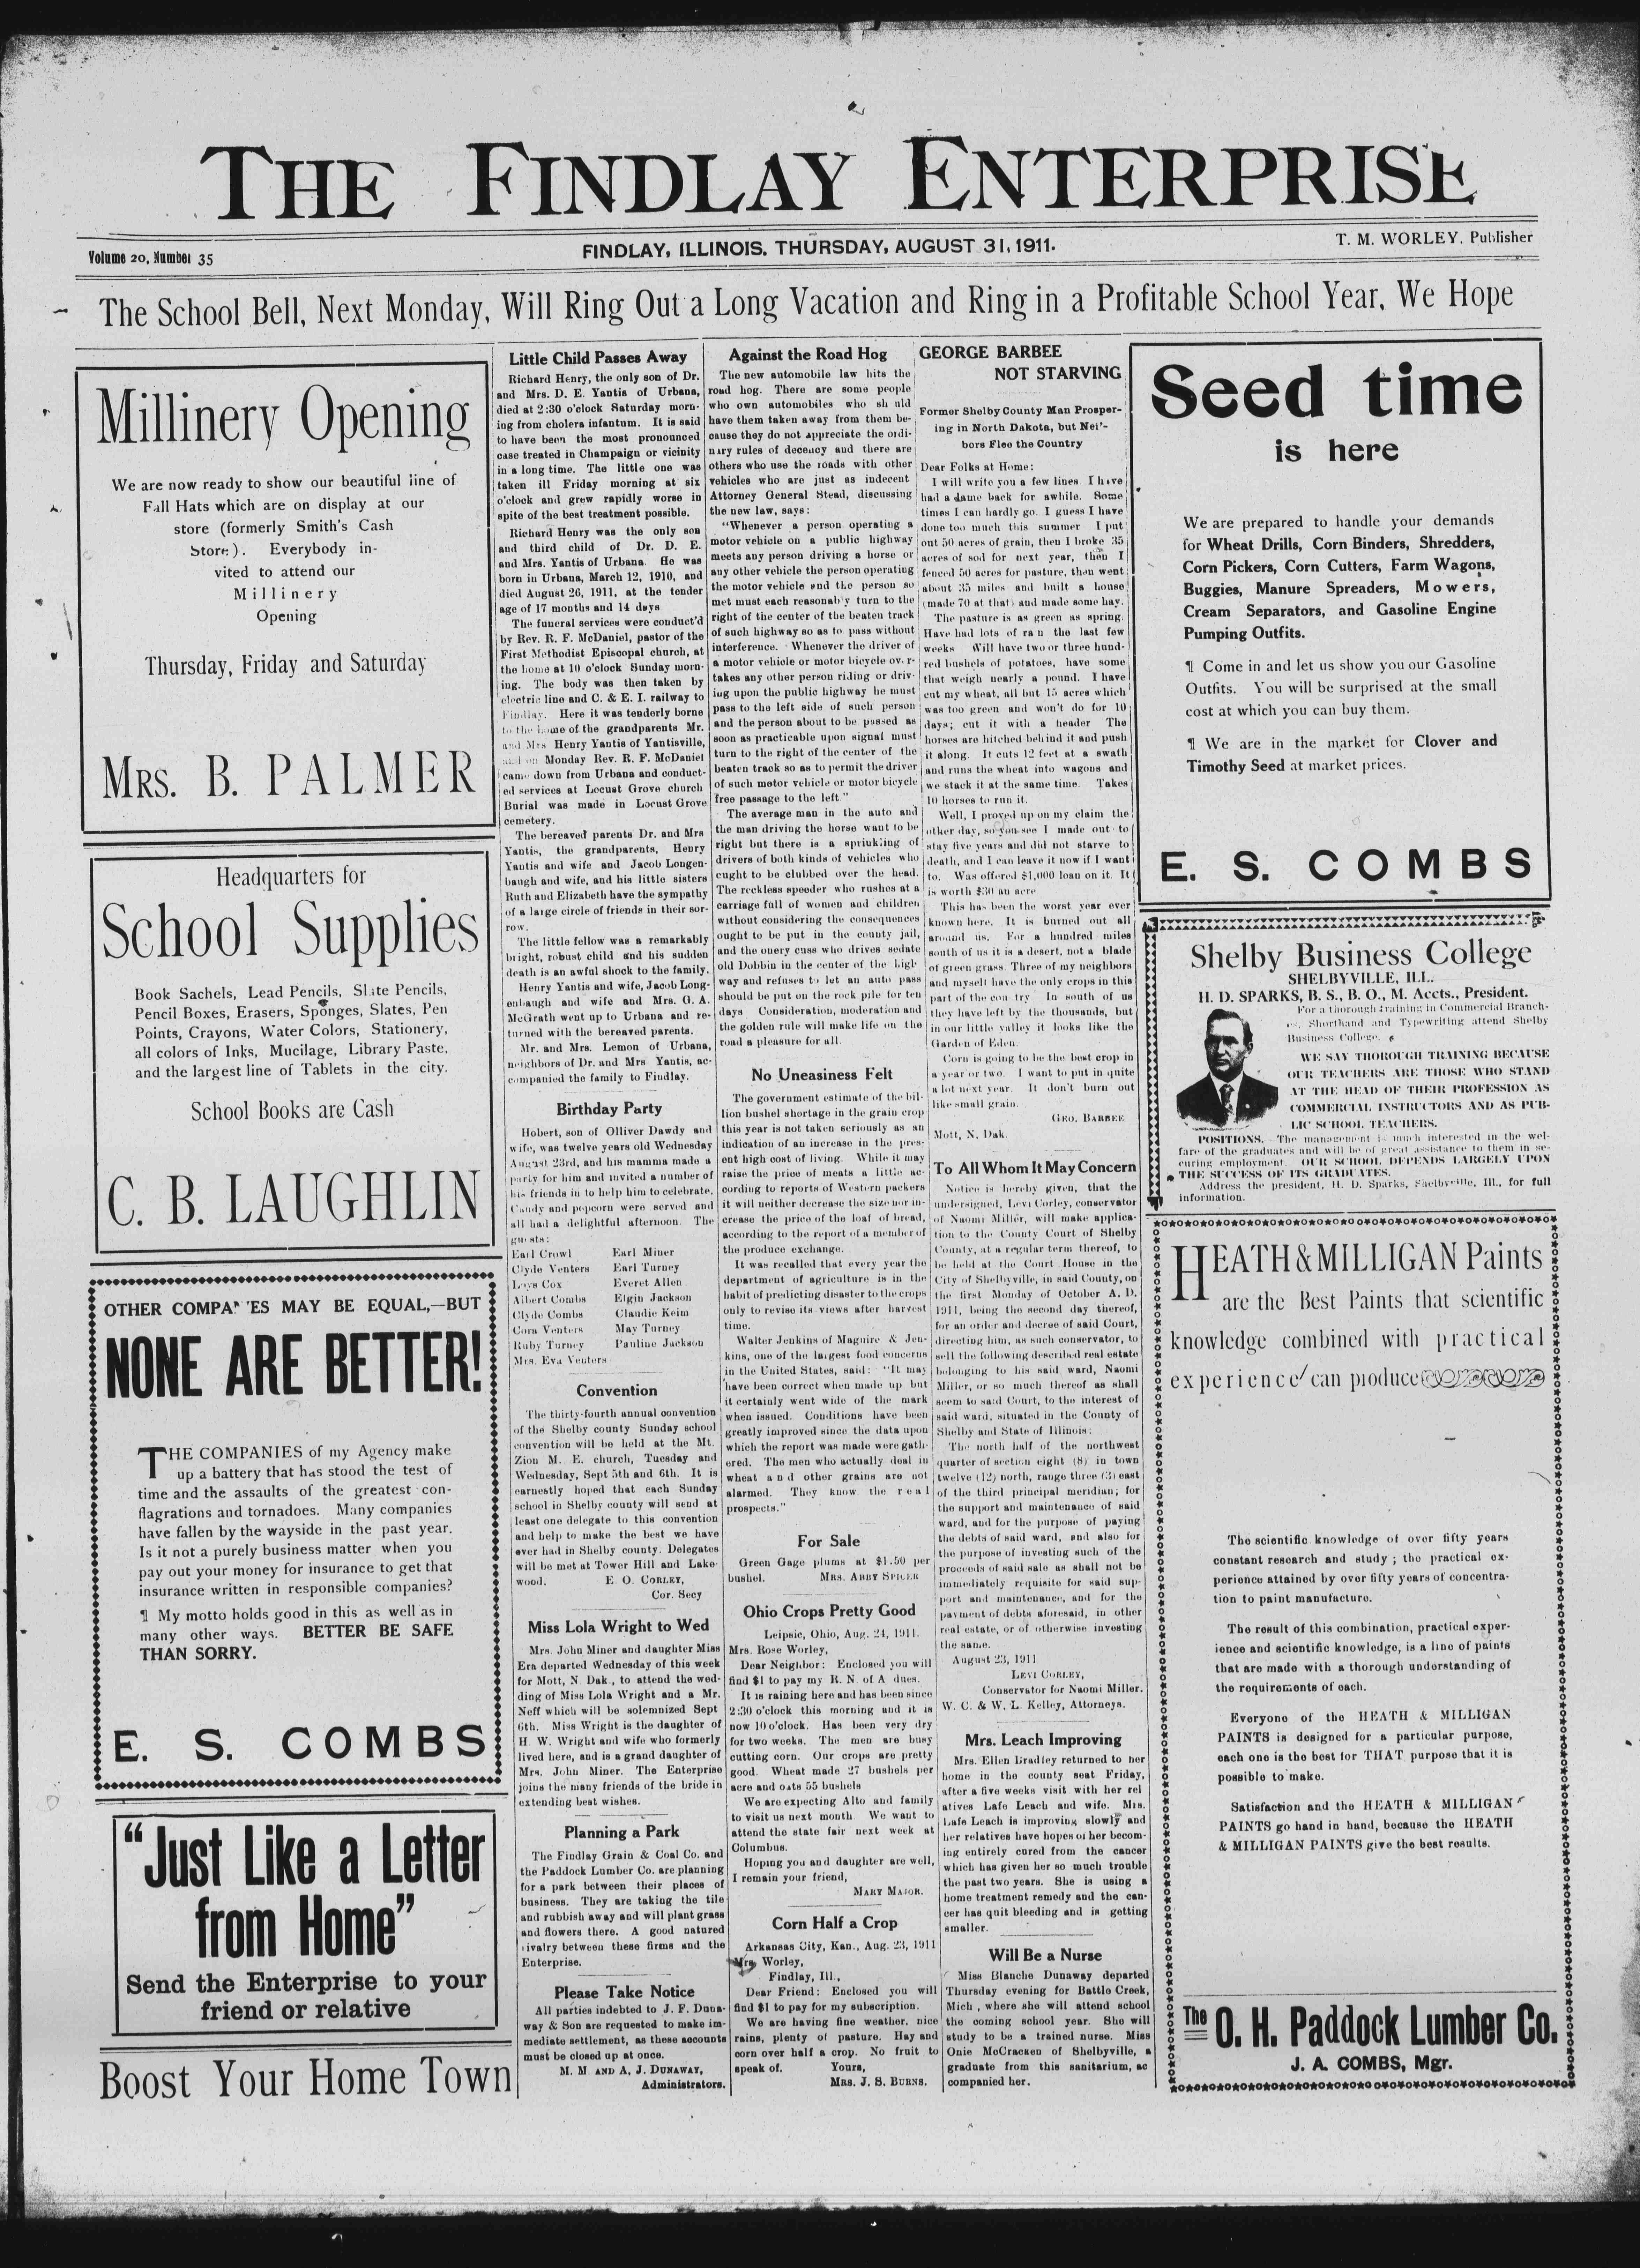 THE FINDLAY ENTERPRISE
Volume 20, Number 35
FINDLAY, ILLINOIS. THURSDAY, AUGUST 31, 1911.
T. M. WORLEY, Publisher
The School Bell, Next Monday, Will Ring Out a Long Vacation and Ring in a Profitable School Year, We Hope
Millinery Opening
We are now ready to show our beautiful line of
Fall Hats which are on display at our
store (formerly Smith's Cash
Store). Everybody in-
vited to attend our
Millinery
Opening
Thursday, Friday and Saturday
MRS. B. PALMER
Headquarters for
School Supplies
Book Sachels, Lead Pencils, Slate Pencils,
Pencil Boxes, Erasers, Sponges, Slates, Pen
Points, Crayons, Water Colors, Stationery,
all colors of Inks, Mucilage, Library Paste,
and the largest line of Tablets in the city.
School Books are Cash
C. B. LAUGHLIN
OTHER COMPA 'ES MAY BE EQUAL,—BUT
NONE ARE BETTER!
THE COMPANIES of my Agency make
up a battery that has stood the test of
time and the assaults of the greatest con-
flagrations and tornadoes. Many companies
have fallen by the wayside in the past year.
Is it not a purely business matter when you
pay out your money for insurance to get that
insurance written in responsible companies?
¶ My motto holds good in this as well as in
many other ways. BETTER BE SAFE
THAN SORRY.
E. S. COMBS
"Just Like a Letter
from Home"
Send the Enterprise to your
friend or relative
Boost Your Home Town
Little Child Passes Away
Richard Henry, the only son of Dr.
and Mrs. D. E. Yantis of Urbana,
died at 2:30 o'clock Saturday morn-
ing from cholera infantum. It is said
to have been the most pronounced
case treated in Champaign or vicinity
in a long time. The little one was
taken ill Friday morning at six
o'clock and grew rapidly worse in
spite of the best treatment possible.
Richard Henry was the only son
and third child of Dr. D. E.
and Mrs. Yantis of Urbana. He was
born in Urbana, March 12, 1910, and
died August 26, 1911, at the tender
age of 17 months and 14 days
The funeral services were conduct'd
by Rev. R. F. McDaniel, pastor of the
First Methodist Episcopal church, at
the home at 10 o'clock Sunday morn-
ing. The body was then taken by
electric line and C. & E. I. railway to
Findlay. Here it was tenderly borne
to the home of the grandparents Mr.
and Mrs Henry Yantis of Yantisville,
and on Monday Rev. R. F. McDaniel
came down from Urbana and conduct-
ed services at Locust Grove church
Burial was made in Locust Grove
cemetery.
The bereaved parents Dr. and Mrs
Yantis, the grandparents, Henry
Yantis and wife and Jacob Longen-
baugh and wife, and his little sisters
Ruth and Elizabeth have the sympathy
of a large circle of friends in their sor-
row.
The little fellow was a remarkably
bright, robust child and his sudden
death is an awful shock to the family.
Henry Yantis and wife, Jacob Long-
enbaugh and wife and Mrs. G. A.
McGrath went up to Urbana and re-
turned with the bereaved parents.
Mr. and Mrs. Lemon of Urbana,
neighbors of Dr. and Mrs Yantis, ac-
companied the family to Findlay.
Birthday Party
Hobert, son of Olliver Dawdy and
wife, was twelve years old Wednesday
August 23rd, and his mamma made a
party for him and invited a number of
his friends in to help him to celebrate.
Candy and popcorn were served and
all had a delightful afternoon. The
guests:
Earl Crowl Earl Miner
Clyde Venters Earl Turney
Loys Cox Everet Allen
Albert Combs Elgin Jackson
Clyde Combs Claudie Keim
Cora Venters May Turney
Ruby Turney Pauline Jackson
Mrs. Eva Venters
Convention
The thirty-fourth annual convention
of the Shelby county Sunday school
convention will be held at the Mt.
Zion M. E. church, Tuesday and
Wednesday, Sept 5th and 6th. It is
earnestly hoped that each Sunday
school in Shelby county will send at
least one delegate to this convention
and help to make the best we have
ever had in Shelby county. Delegates
will be met at Tower Hill and Lake-
wood. E. O. CORLEY,
Cor. Secy
Miss Lola Wright to Wed
Mrs. John Miner and daughter Miss
Era departed Wednesday of this week
for Mott, N Dak., to attend the wed-
ding of Miss Lola Wright and a Mr.
Neff which will be solemnized Sept
6th. Miss Wright is the daughter of
H. W. Wright and wife who formerly
lived here, and is a grand daughter of
Mrs. John Miner. The Enterprise
joins the many friends of the bride in
extending best wishes.
Planning a Park
The Findlay Grain & Coal Co. and
the Paddock Lumber Co. are planning
for a park between their places of
business. They are taking the tile
and rubbish away and will plant grass
and flowers there. A good natured
rivalry between these firms and the
Enterprise.
Please Take Notice
All parties indebted to J. F. Duna-
way & Son are requested to make im-
mediate settlement, as these accounts
must be closed up at once.
M. M AND A, J. DUNAWAY,
Administrators.
Against the Road Hog
The new automobile law hits the
road hog. There are some people
who own automobiles who sh uld
have them taken away from them be-
cause they do not appreciate the ordi-
nary rules of decency and there are
others who use the roads with other
vehicles who are just as indecent
Attorney General Stead, discussing
the new law, says:
"Whenever a person operating a
motor vehicle on a public highway
meets any person driving a horse or
any other vehicle the person operating
the motor vehicle and the person so
met must each reasonab'y turn to the
right of the center of the beaten track
of such highway so as to pass without
interference. Whenever the driver of
a motor vehicle or motor bicycle ov.r-
takes any other person riding or driv-
ing upon the public highway he must
pass to the left side of such person
and the person about to be passed as
soon as practicable upon signal must
turn to the right of the center of the
beaten track so as to permit the driver
of such motor vehicle or motor bicycle
free passage to the left"
The average man in the auto and
the man driving the horse want to be
right but there is a sprinkling of
drivers of both kinds of vehicles who
ought to be clubbed over the head.
The reckless speeder who rushes at a
carriage full of women and children
without considering the consequences
ought to be put in the county jail,
and the onery cuss who drives sedate
old Dobbin in the center of the high
way and refuses to let an auto pass
should be put on the rock pile for ten
days Consideration, moderation and
the golden rule will make life on the
road a pleasure for all.
No Uneasiness Felt
The government estimate of the bil-
lion bushel shortage in the grain crop
this year is not taken seriously as an
indication of an increase in the pres-
ent high cost of living. While it may
raise the price of meats a little ac-
cording to reports of Western packers
it will neither decrease the size nor in-
crease the price of the loaf of bread,
according to the report of a member of
the produce exchange.
It was recalled that every year the
department of agriculture is in the
habit of predicting disaster to the crops
only to revise its views after harvest
time.
Walter Jenkins of Maguire & Jen-
kins, one of the largest food concerns
in the United States, said: "It may
have been correct when made up but
it certainly went wide of the mark
when issued. Conditions have been
greatly improved since the data upon
which the report was made were gath-
ered. The men who actually deal in
wheat and other grains are not
alarmed. They know the real
prospects."
For Sale
Green Gage plums at $1.50 per
bushel. MRS. ABBY SPICER
Ohio Crops Pretty Good
Leipsic, Ohio, Aug. 24, 1911.
Mrs. Rose Worley,
Dear Neighbor: Enclosed you will
find $1 to pay my R. N. of A dues.
It is raining here and has been since
2:30 o'clock this morning and it is
now 10 o'clock. Has been very dry
for two weeks. The men are busy
cutting corn. Our crops are pretty
good. Wheat made 27 bushels per
acre and oats 55 bushels
We are expecting Alto and family
to visit us next month. We want to
attend the state fair next week at
Columbus.
Hoping you and daughter are well,
I remain your friend,
MARY MAJOR.
Corn Half a Crop
Arkansas City, Kan., Aug. 23, 1911
Mrs Worley,
Findlay, Ill.,
Dear Friend: Enclosed you will
find $1 to pay for my subscription.
We are having fine weather, nice
rains, plenty of pasture. Hay and
corn over half a crop. No fruit to
speak of. Yours,
MRS. J. S. BURNS.
GEORGE BARBEE
NOT STARVING
Former Shelby County Man Prosper-
ing in North Dakota, but Nei'-
bors Flee the Country
Dear Folks at Home:
I will write you a few lines I have
had a lame back for awhile. Some
times I can hardly go. I guess I have
done too much this summer I put
out 50 acres of grain, then I broke 35
acres of sod for next year, then I
fenced 50 acres for pasture, than went
about 35 miles and built a house
(made 70 at that) and made some hay.
The pasture is as green as spring.
Have had lots of ra n the last few
weeks Will have two or three hund-
red bushels of potatoes, have some
that weigh nearly a pound. I have
cut my wheat, all but 15 acres which
was too green and won't do for 10
days; cut it with a header The
horses are hitched behind it and push
it along. It cuts 12 feet at a swath
and runs the wheat into wagons and
we stack it at the same time. Takes
10 horses to run it.
Well, I proved up on my claim the
other day, so you see I made out to
stay five years and did not starve to
death, and I can leave it now if I want
to. Was offered $1,000 loan on it. It
is worth $30 an acre
This has been the worst year ever
known here. It is burned out all
around us. For a hundred miles
south of us it is a desert, not a blade
of green grass. Three of my neighbors
and myself have the only crops in this
part of the coun try. In south of us
they have left by the thousands, but
in our little valley it looks like the
Garden of Eden.
Corn is going to be the best crop in
a year or two. I want to put in quite
a lot next year. It don't burn out
like small grain.
GEO. BARBEE
Mott, N. Dak.
To All Whom It May Concern
Notice is hereby given, that the
undersigned, Levi Corley, conservator
of Naomi Miller, will make applica-
tion to the County Court of Shelby
County, at a regular term thereof, to
be held at the Court House in the
City of Shelbyville, in said County, on
the first Monday of October A. D.
1911, being the second day thereof,
for an order and decree of said Court,
directing him, as such conservator, to
sell the following described real estate
belonging to his said ward, Naomi
Miller, or so much thereof as shall
seem to said Court, to the interest of
said ward, situated in the County of
Shelby and State of Illinois:
The north half of the northwest
quarter of section eight (8) in town
twelve (12) north, range three (3) east
of the third principal meridian; for
the support and maintenance of said
ward, and for the purpose of paying
the debts of said ward, and also for
the purpose of investing such of the
proceeds of said sale as shall not be
immediately requisite for said sup-
port and maintenance, and for the
payment of debts aforesaid, in other
real estate, or of otherwise investing
the same.
August 23, 1911
LEVI CORLEY,
Conservator for Naomi Miller.
W. C. & W. L. Kelley, Attorneys.
Mrs. Leach Improving
Mrs. Ellen Bradley returned to her
home in the county seat Friday,
after a five weeks visit with her rel
atives Lafe Leach and wife. Mrs.
Lafe Leach is improving slowly and
her relatives have hopes of her becom-
ing entirely cured from the cancer
which has given her so much trouble
the past two years. She is using a
home treatment remedy and the can-
cer has quit bleeding and is getting
smaller.
Will Be a Nurse
Miss Blanche Dunaway departed
Thursday evening for Battle Creek,
Mich , where she will attend school
the coming school year. She will
study to be a trained nurse. Miss
Onie McCracken of Shelbyville, a
graduate from this sanitarium, ac
companied her.
Seed time
is here
We are prepared to handle your demands
for Wheat Drills, Corn Binders, Shredders,
Corn Pickers, Corn Cutters, Farm Wagons,
Buggies, Manure Spreaders, Mowers,
Cream Separators, and Gasoline Engine
Pumping Outfits.
¶ Come in and let us show you our Gasoline
Outfits. You will be surprised at the small
cost at which you can buy them.
¶ We are in the market for Clover and
Timothy Seed at market prices.
E. S. COMBS
Shelby Business College
SHELBYVILLE, ILL.
H. D. SPARKS, B. S., B. O., M. Accts., President.
For a thorough training in Commercial Branch-
es, Shorthand and Typewriting attend Shelby
Business College.
WE SAY THOROUGH TRAINING BECAUSE
OUR TEACHERS ARE THOSE WHO STAND
AT THE HEAD OF THEIR PROFESSION AS
COMMERCIAL INSTRUCTORS AND AS PUB-
LIC SCHOOL TEACHERS.
POSITIONS. The management is much interested in the wel-
fare of the graduates and will be of great assistance to them in se-
curing employment. OUR SCHOOL DEPENDS LARGELY UPON
THE SUCCESS OF ITS GRADUATES.
Address the president, H. D. Sparks, Shelbyville, Ill., for full
information.
HEATH & MILLIGAN Paints
are the Best Paints that scientific
knowledge combined with practical
experience can produce
The scientific knowledge of over fifty years
constant research and study; the practical ex-
perience attained by over fifty years of concentra-
tion to paint manufacture.
The result of this combination, practical exper-
ience and scientific knowledge, is a line of paints
that are made with a thorough understanding of
the requirements of each.
Everyone of the HEATH & MILLIGAN
PAINTS is designed for a particular purpose,
each one is the best for THAT purpose that it is
possible to make.
Satisfaction and the HEATH & MILLIGAN
PAINTS go hand in hand, because the HEATH
& MILLIGAN PAINTS give the best results.
The O. H. Paddock Lumber Co.
J. A. COMBS, Mgr.